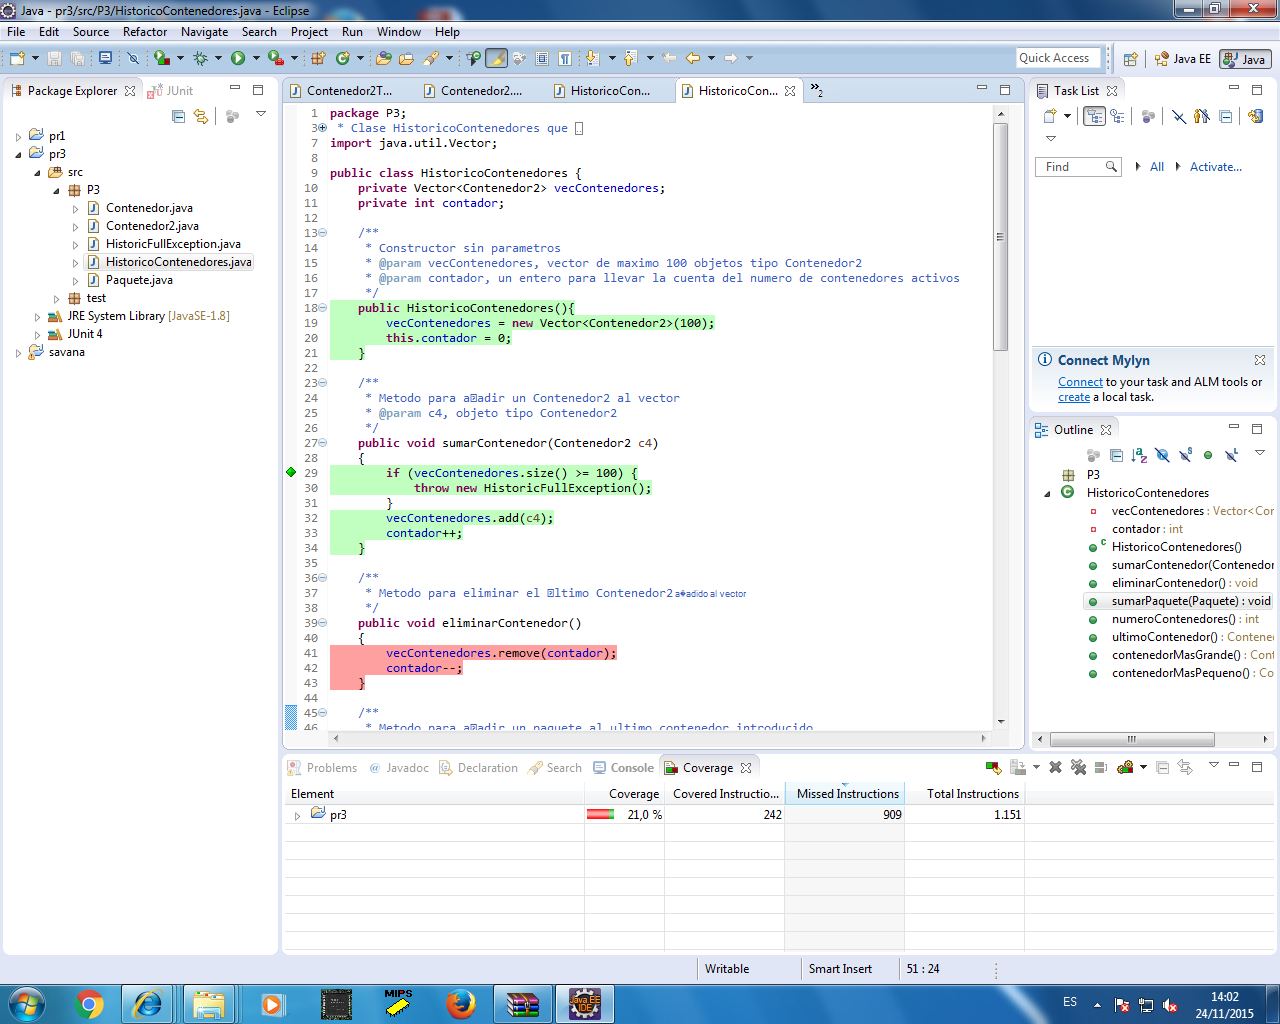 Java - pr3/src/P3/HistoricoContenedores.java - Eclipse
File Edit Source Refactor Navigate Search Project Run Window Help
Quick Access
Java EE
Java
Package Explorer
JUnit
pr1
pr3
src
P3
Contenedor.java
Contenedor2.java
HistoricFullException.java
HistoricoContenedores.java
Paquete.java
test
JRE System Library [JavaSE-1.8]
JUnit 4
savana
Contenedor2T...
Contenedor2....
HistoricoCon...
HistoricoCon...
»2
1 package P3;
3 * Clase HistoricoContenedores que
7 import java.util.Vector;
8
9 public class HistoricoContenedores {
10 private Vector<Contenedor2> vecContenedores;
11 private int contador;
12
13 /**
14 * Constructor sin parametros
15 * @param vecContenedores, vector de maximo 100 objetos tipo Contenedor2
16 * @param contador, un entero para llevar la cuenta del numero de contenedores activos
17 */
18 public HistoricoContenedores(){
19 vecContenedores = new Vector<Contenedor2>(100);
20 this.contador = 0;
21 }
22
23 /**
24 * Metodo para a�adir un Contenedor2 al vector
25 * @param c4, objeto tipo Contenedor2
26 */
27 public void sumarContenedor(Contenedor2 c4)
28 {
29 if (vecContenedores.size() >= 100) {
30 throw new HistoricFullException();
31 }
32 vecContenedores.add(c4);
33 contador++;
34 }
35
36 /**
37 * Metodo para eliminar el �ltimo Contenedor2 a�adido al vector
38 */
39 public void eliminarContenedor()
40 {
41 vecContenedores.remove(contador);
42 contador--;
43 }
44
45 /**
46 * Metodo para a�adir un paquete al ultimo contenedor introducido
Task List
Find
All
Activate...
Connect Mylyn
Connect to your task and ALM tools or
create a local task.
Outline
P3
HistoricoContenedores
vecContenedores : Vector<Cor
contador : int
HistoricoContenedores()
sumarContenedor(Contenedor
eliminarContenedor() : void
sumarPaquete(Paquete) : void
numeroContenedores() : int
ultimoContenedor() : Contene
contenedorMasGrande() : Cont
contenedorMasPequeno() : Co
Problems
Javadoc
Declaration
Search
Console
Coverage
Element Coverage Covered Instructio... Missed Instructions Total Instructions
pr3 21,0 % 242 909 1.151
Writable
Smart Insert
51 : 24
MIPS
Java EE
IDE
ES
14:02
24/11/2015